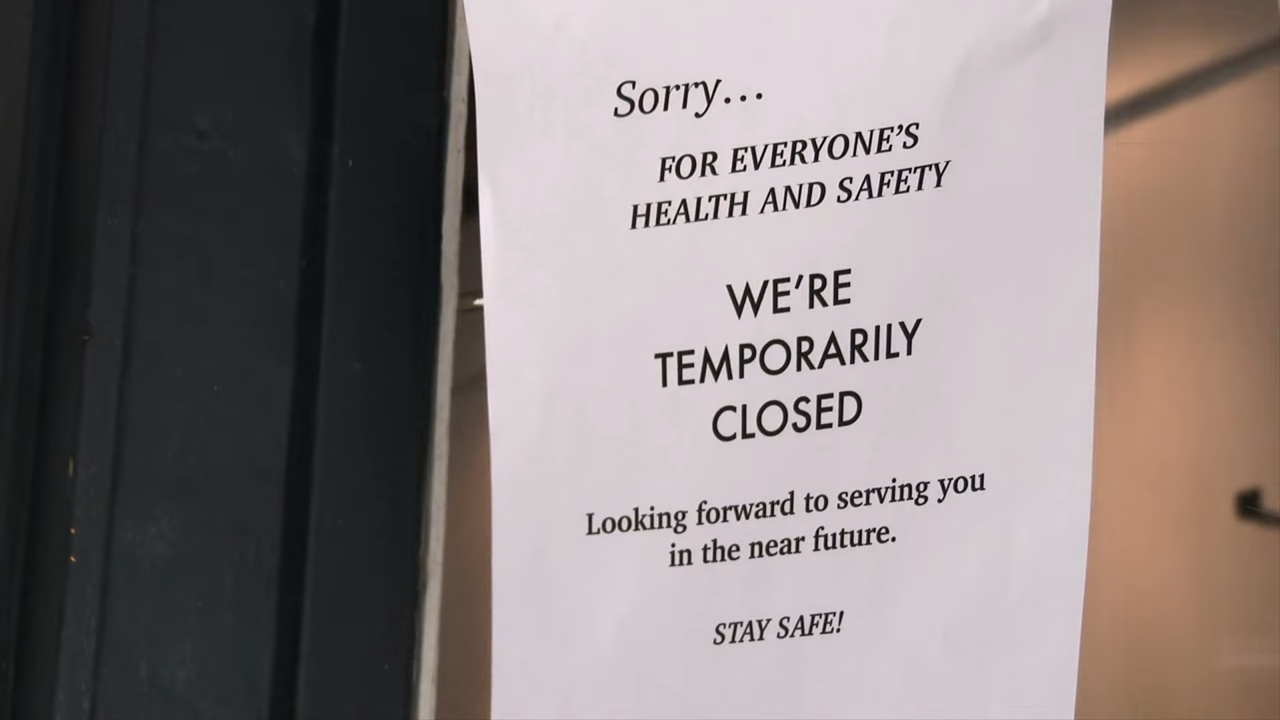 Sorry...
FOR EVERYONE'S
HEALTH AND SAFETY
WE'RE
TEMPORARILY
CLOSED
Looking forward to serving you
in the near future.
STAY SAFE!